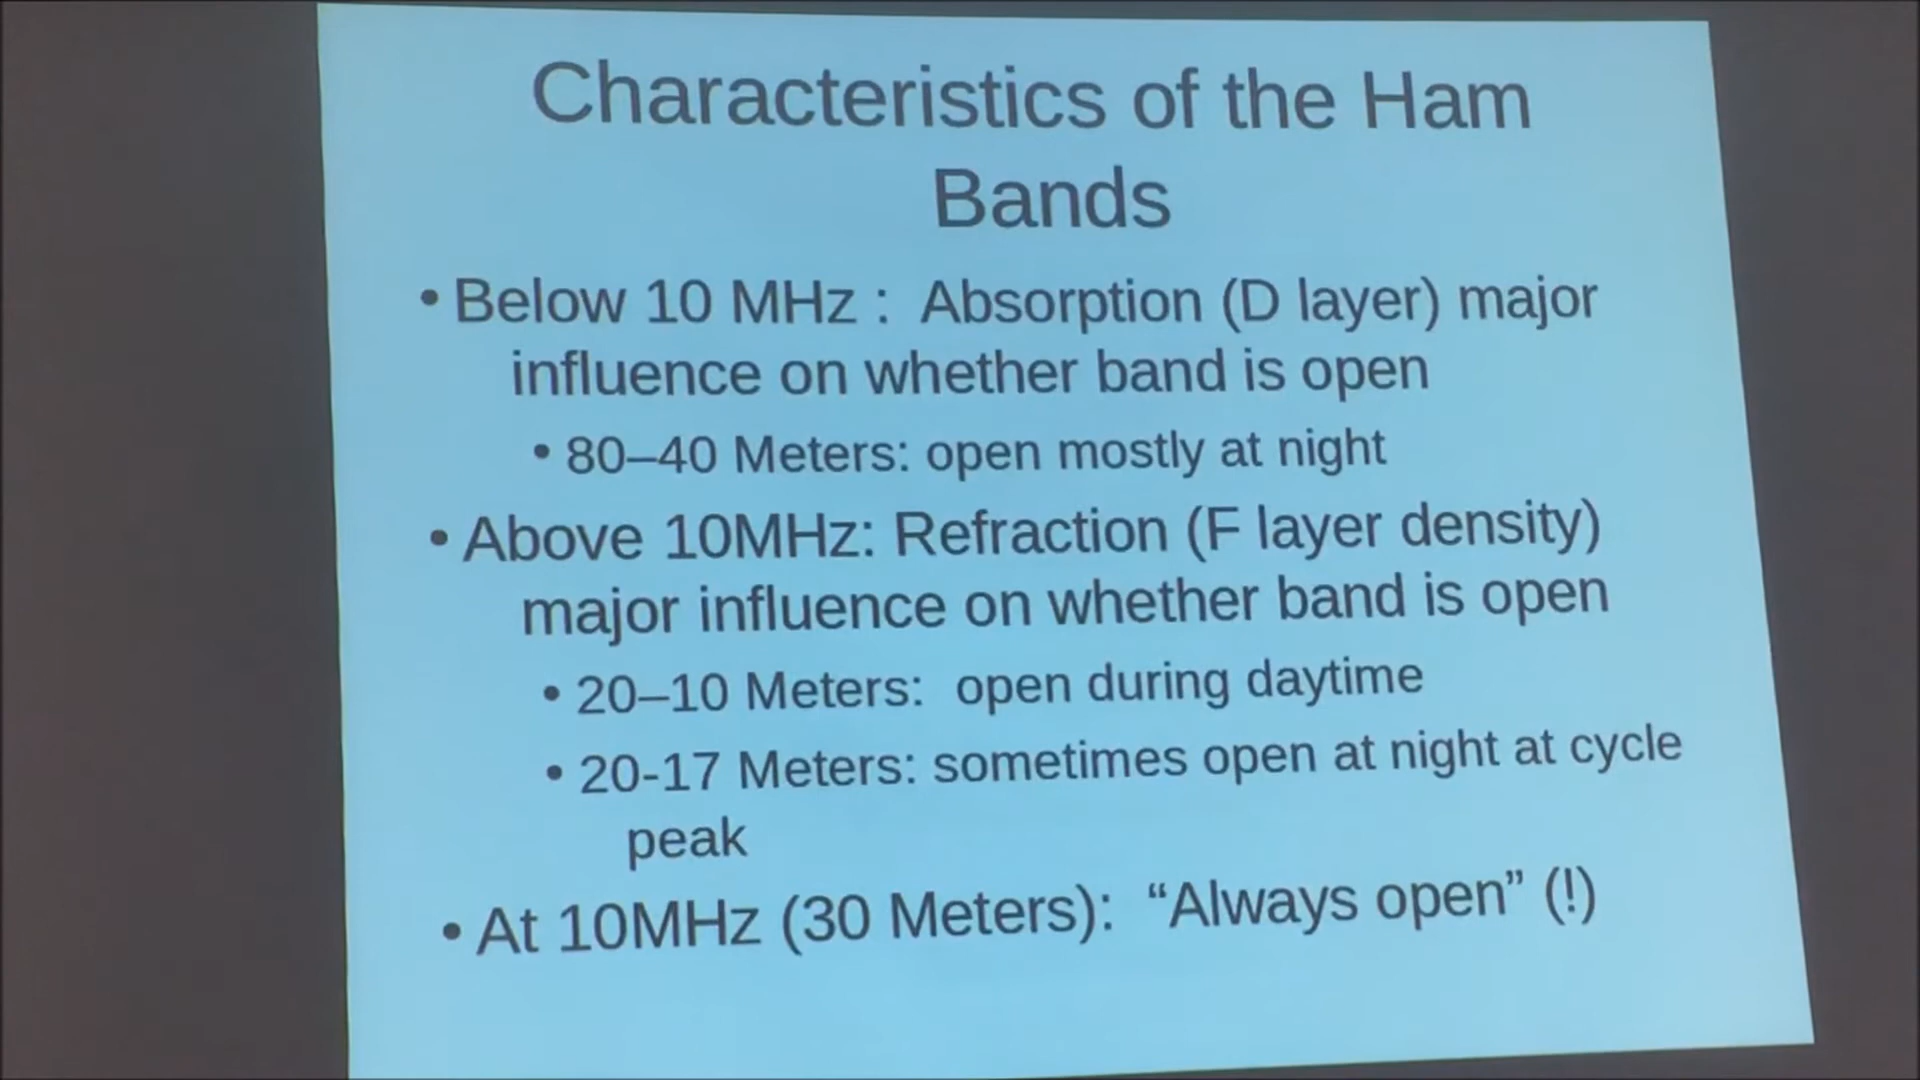 Characteristics of the Ham
Bands
• Below 10 MHz :  Absorption (D layer) major
influence on whether band is open
• 80–40 Meters: open mostly at night
• Above 10MHz: Refraction (F layer density)
major influence on whether band is open
• 20–10 Meters:  open during daytime
• 20-17 Meters: sometimes open at night at cycle
peak
• At 10MHz (30 Meters):  “Always open” (!)